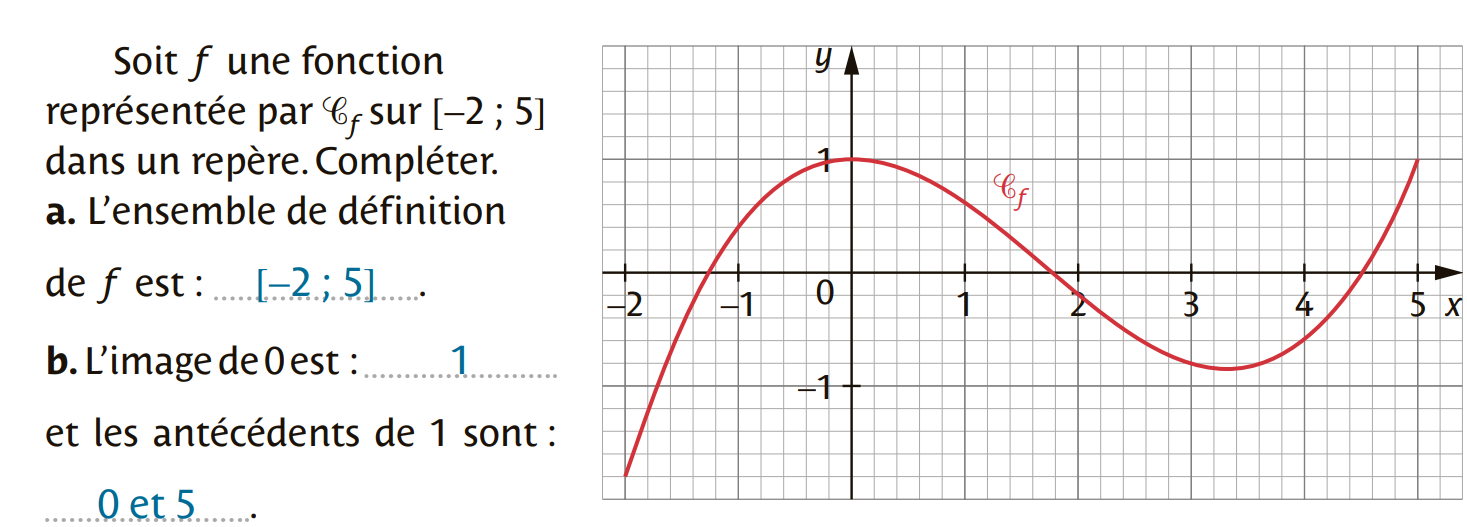 Soit f une fonction
représentée par 𝒞f sur [–2 ; 5]
dans un repère. Compléter.
a. L’ensemble de définition
de f est : [–2 ; 5] .
b. L’image de 0 est : 1
et les antécédents de 1 sont :
0 et 5 .
y
1
𝒞f
–2 –1 0 1 2 3 4 5 x
–1